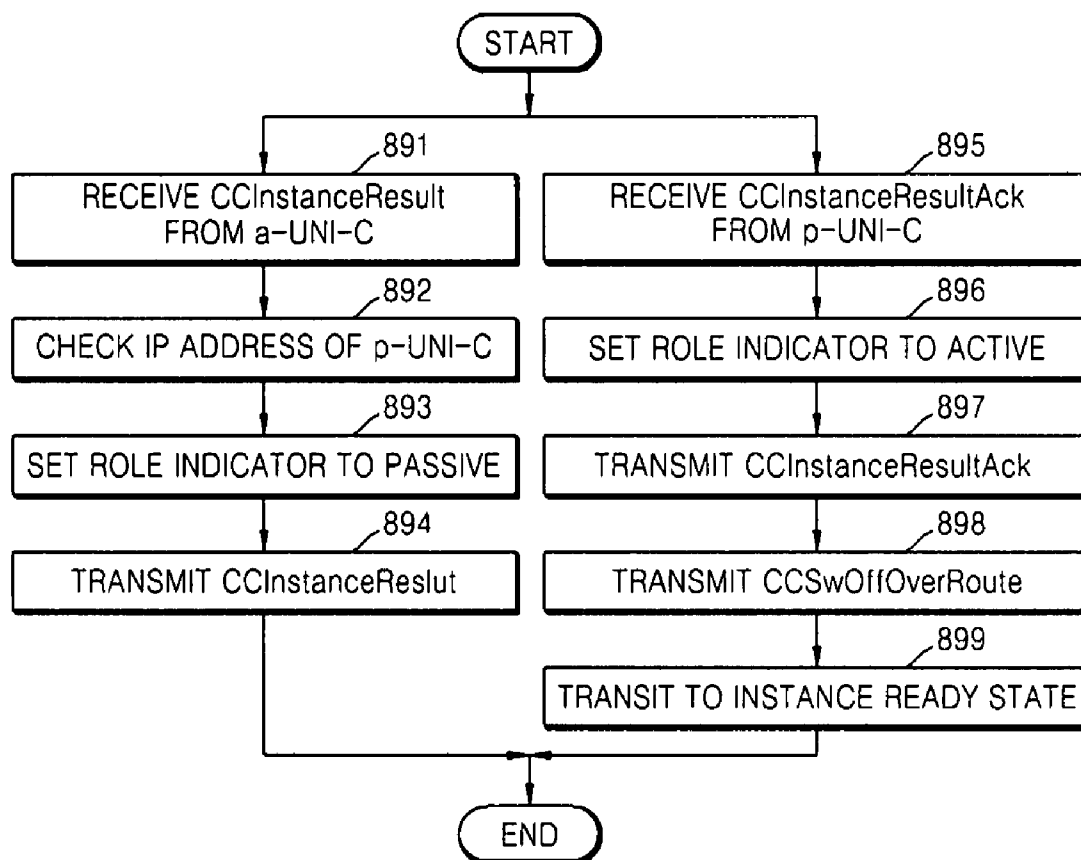 START
891
RECEIVE CCInstanceResult
FROM a-UNI-C
892
CHECK IP ADDRESS OF p-UNI-C
893
SET ROLE INDICATOR TO PASSIVE
894
TRANSMIT CCInstanceReslut
895
RECEIVE CCInstanceResultAck
FROM p-UNI-C
896
SET ROLE INDICATOR TO ACTIVE
897
TRANSMIT CCInstanceResultAck
898
TRANSMIT CCSwOffOverRoute
899
TRANSIT TO INSTANCE READY STATE
END